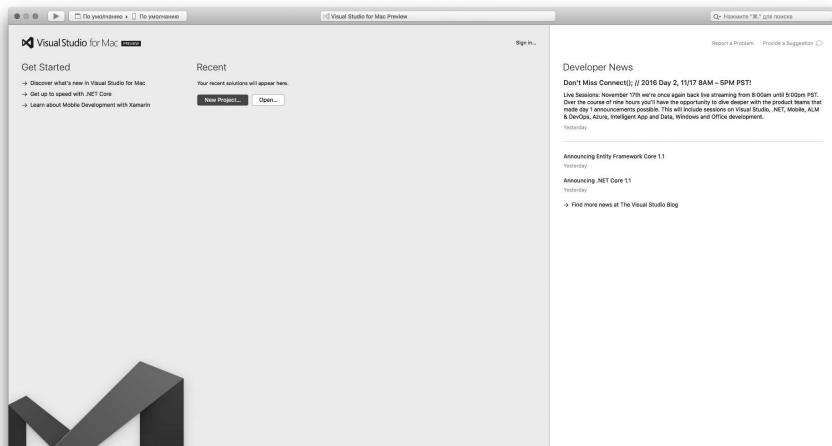 По умолчанию › По умолчанию
Visual Studio for Mac Preview
Нажмите "⌘." для поиска
Visual Studio for Mac PREVIEW
Sign in...
Report a Problem Provide a Suggestion
Get Started
→ Discover what's new in Visual Studio for Mac
→ Get up to speed with .NET Core
→ Learn about Mobile Development with Xamarin
Recent
Your recent solutions will appear here.
New Project... Open...
Developer News
Don't Miss Connect(); // 2016 Day 2, 11/17 8AM – 5PM PST!
Live Sessions: November 17th we're once again back live streaming from 8:00am until 5:00pm PST.
Over the course of nine hours you'll have the opportunity to dive deeper with the product teams that
made day 1 announcements possible. This will include sessions on Visual Studio, .NET, Mobile, ALM
& DevOps, Azure, Intelligent App and Data, Windows and Office development.
Yesterday
Announcing Entity Framework Core 1.1
Yesterday
Announcing .NET Core 1.1
Yesterday
→ Find more news at The Visual Studio Blog